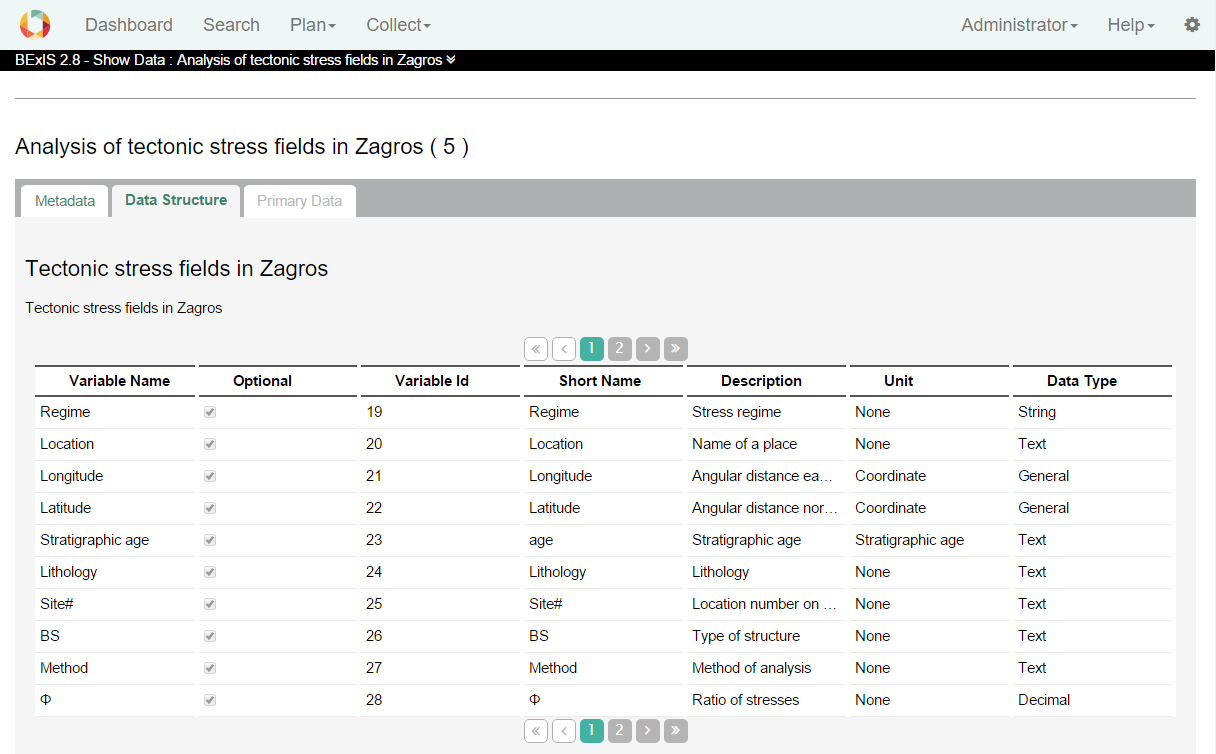 Dashboard Search Plan Collect Administrator Help
BExIS 2.8 - Show Data : Analysis of tectonic stress fields in Zagros
Analysis of tectonic stress fields in Zagros ( 5 )
Metadata Data Structure Primary Data
Tectonic stress fields in Zagros
Tectonic stress fields in Zagros
« < 1 2 > »
Variable Name Optional Variable Id Short Name Description Unit Data Type
Regime 19 Regime Stress regime None String
Location 20 Location Name of a place None Text
Longitude 21 Longitude Angular distance ea… Coordinate General
Latitude 22 Latitude Angular distance nor… Coordinate General
Stratigraphic age 23 age Stratigraphic age Stratigraphic age Text
Lithology 24 Lithology Lithology None Text
Site# 25 Site# Location number on … None Text
BS 26 BS Type of structure None Text
Method 27 Method Method of analysis None Text
Φ 28 Φ Ratio of stresses None Decimal
« < 1 2 > »